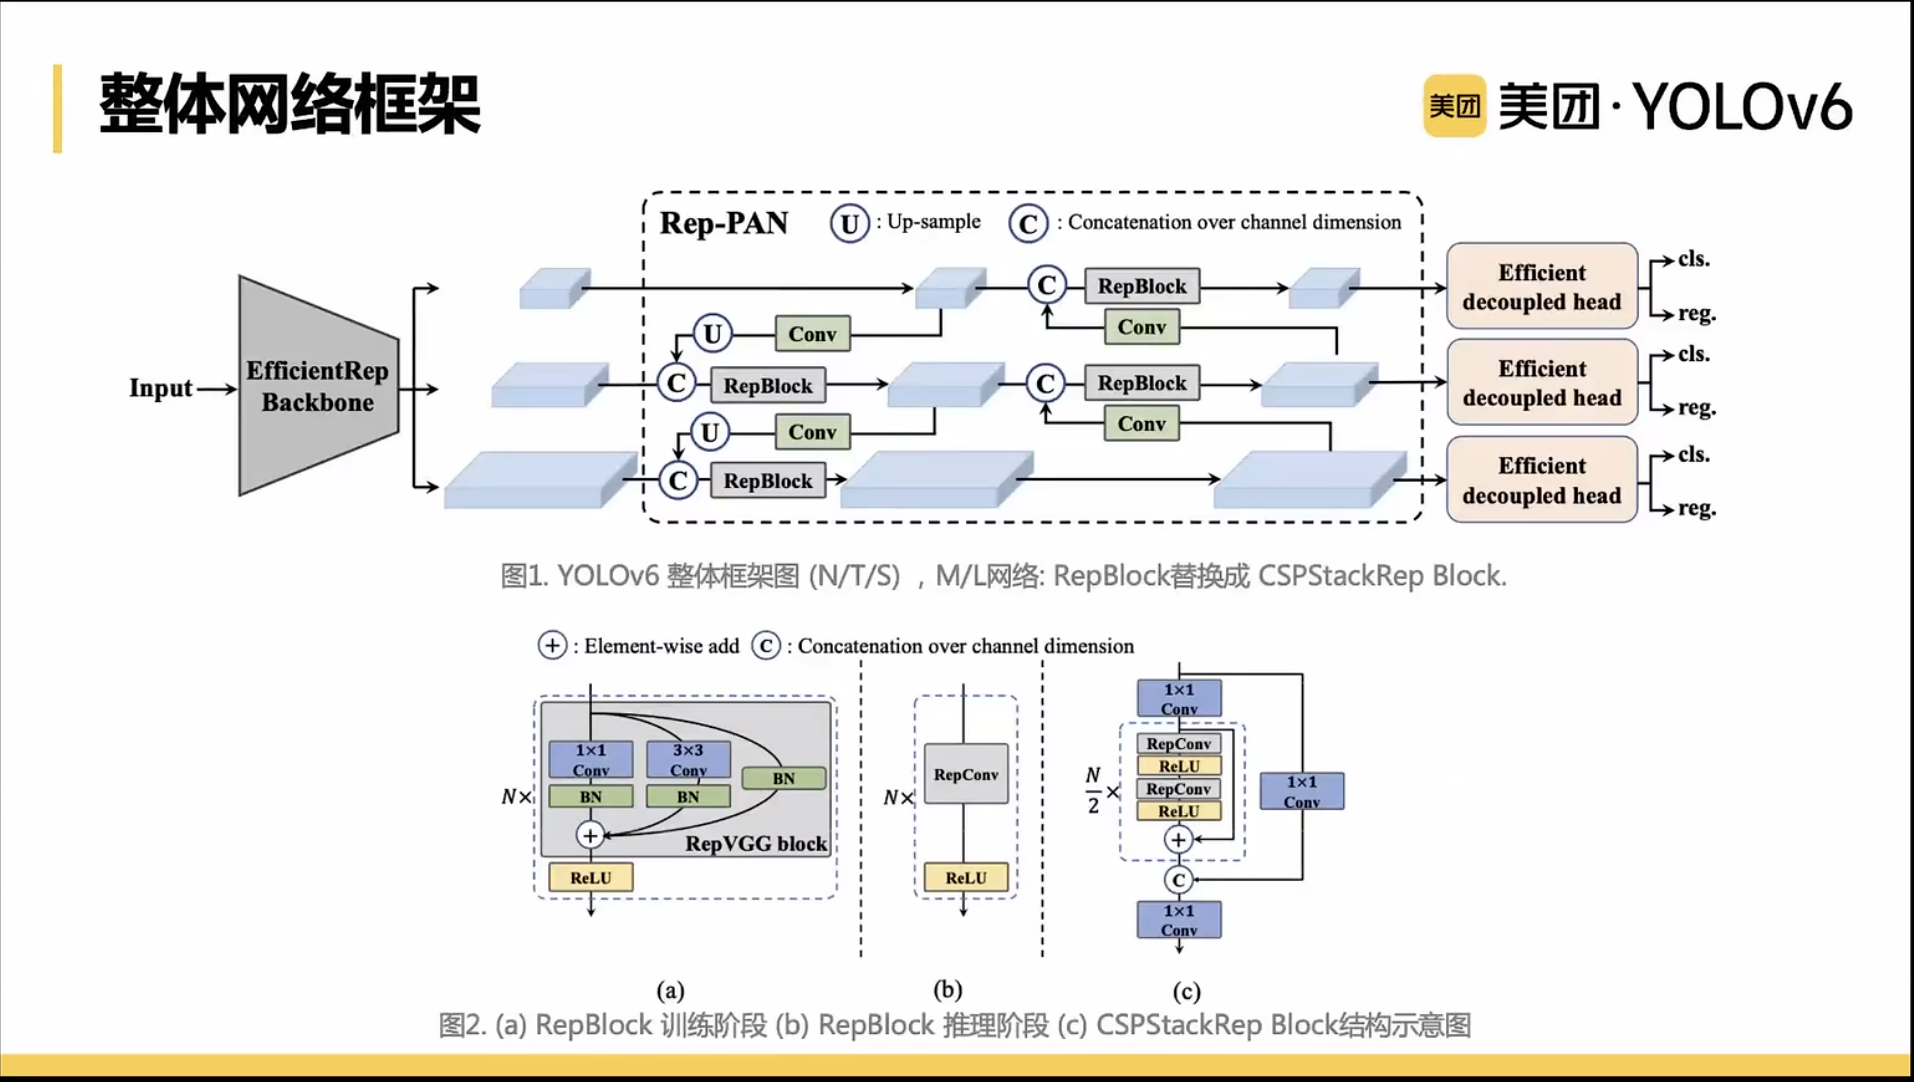 整体网络框架
美团 美团·YOLOv6
Rep-PAN U : Up-sample C : Concatenation over channel dimension
Input
EfficientRep
Backbone
C RepBlock
Efficient
decoupled head
cls.
reg.
U Conv
Conv
C RepBlock
C RepBlock
Efficient
decoupled head
cls.
reg.
U Conv
Conv
C RepBlock
Efficient
decoupled head
cls.
reg.
图1. YOLOv6 整体框架图 (N/T/S) ，M/L网络: RepBlock替换成 CSPStackRep Block.
+ : Element-wise add C : Concatenation over channel dimension
N×
1×1
Conv
BN
3×3
Conv
BN
BN
+
RepVGG block
ReLU
(a)
N×
RepConv
ReLU
(b)
1×1
Conv
N/2 ×
RepConv
ReLU
RepConv
ReLU
+
1×1
Conv
C
1×1
Conv
(c)
图2. (a) RepBlock 训练阶段 (b) RepBlock 推理阶段 (c) CSPStackRep Block结构示意图